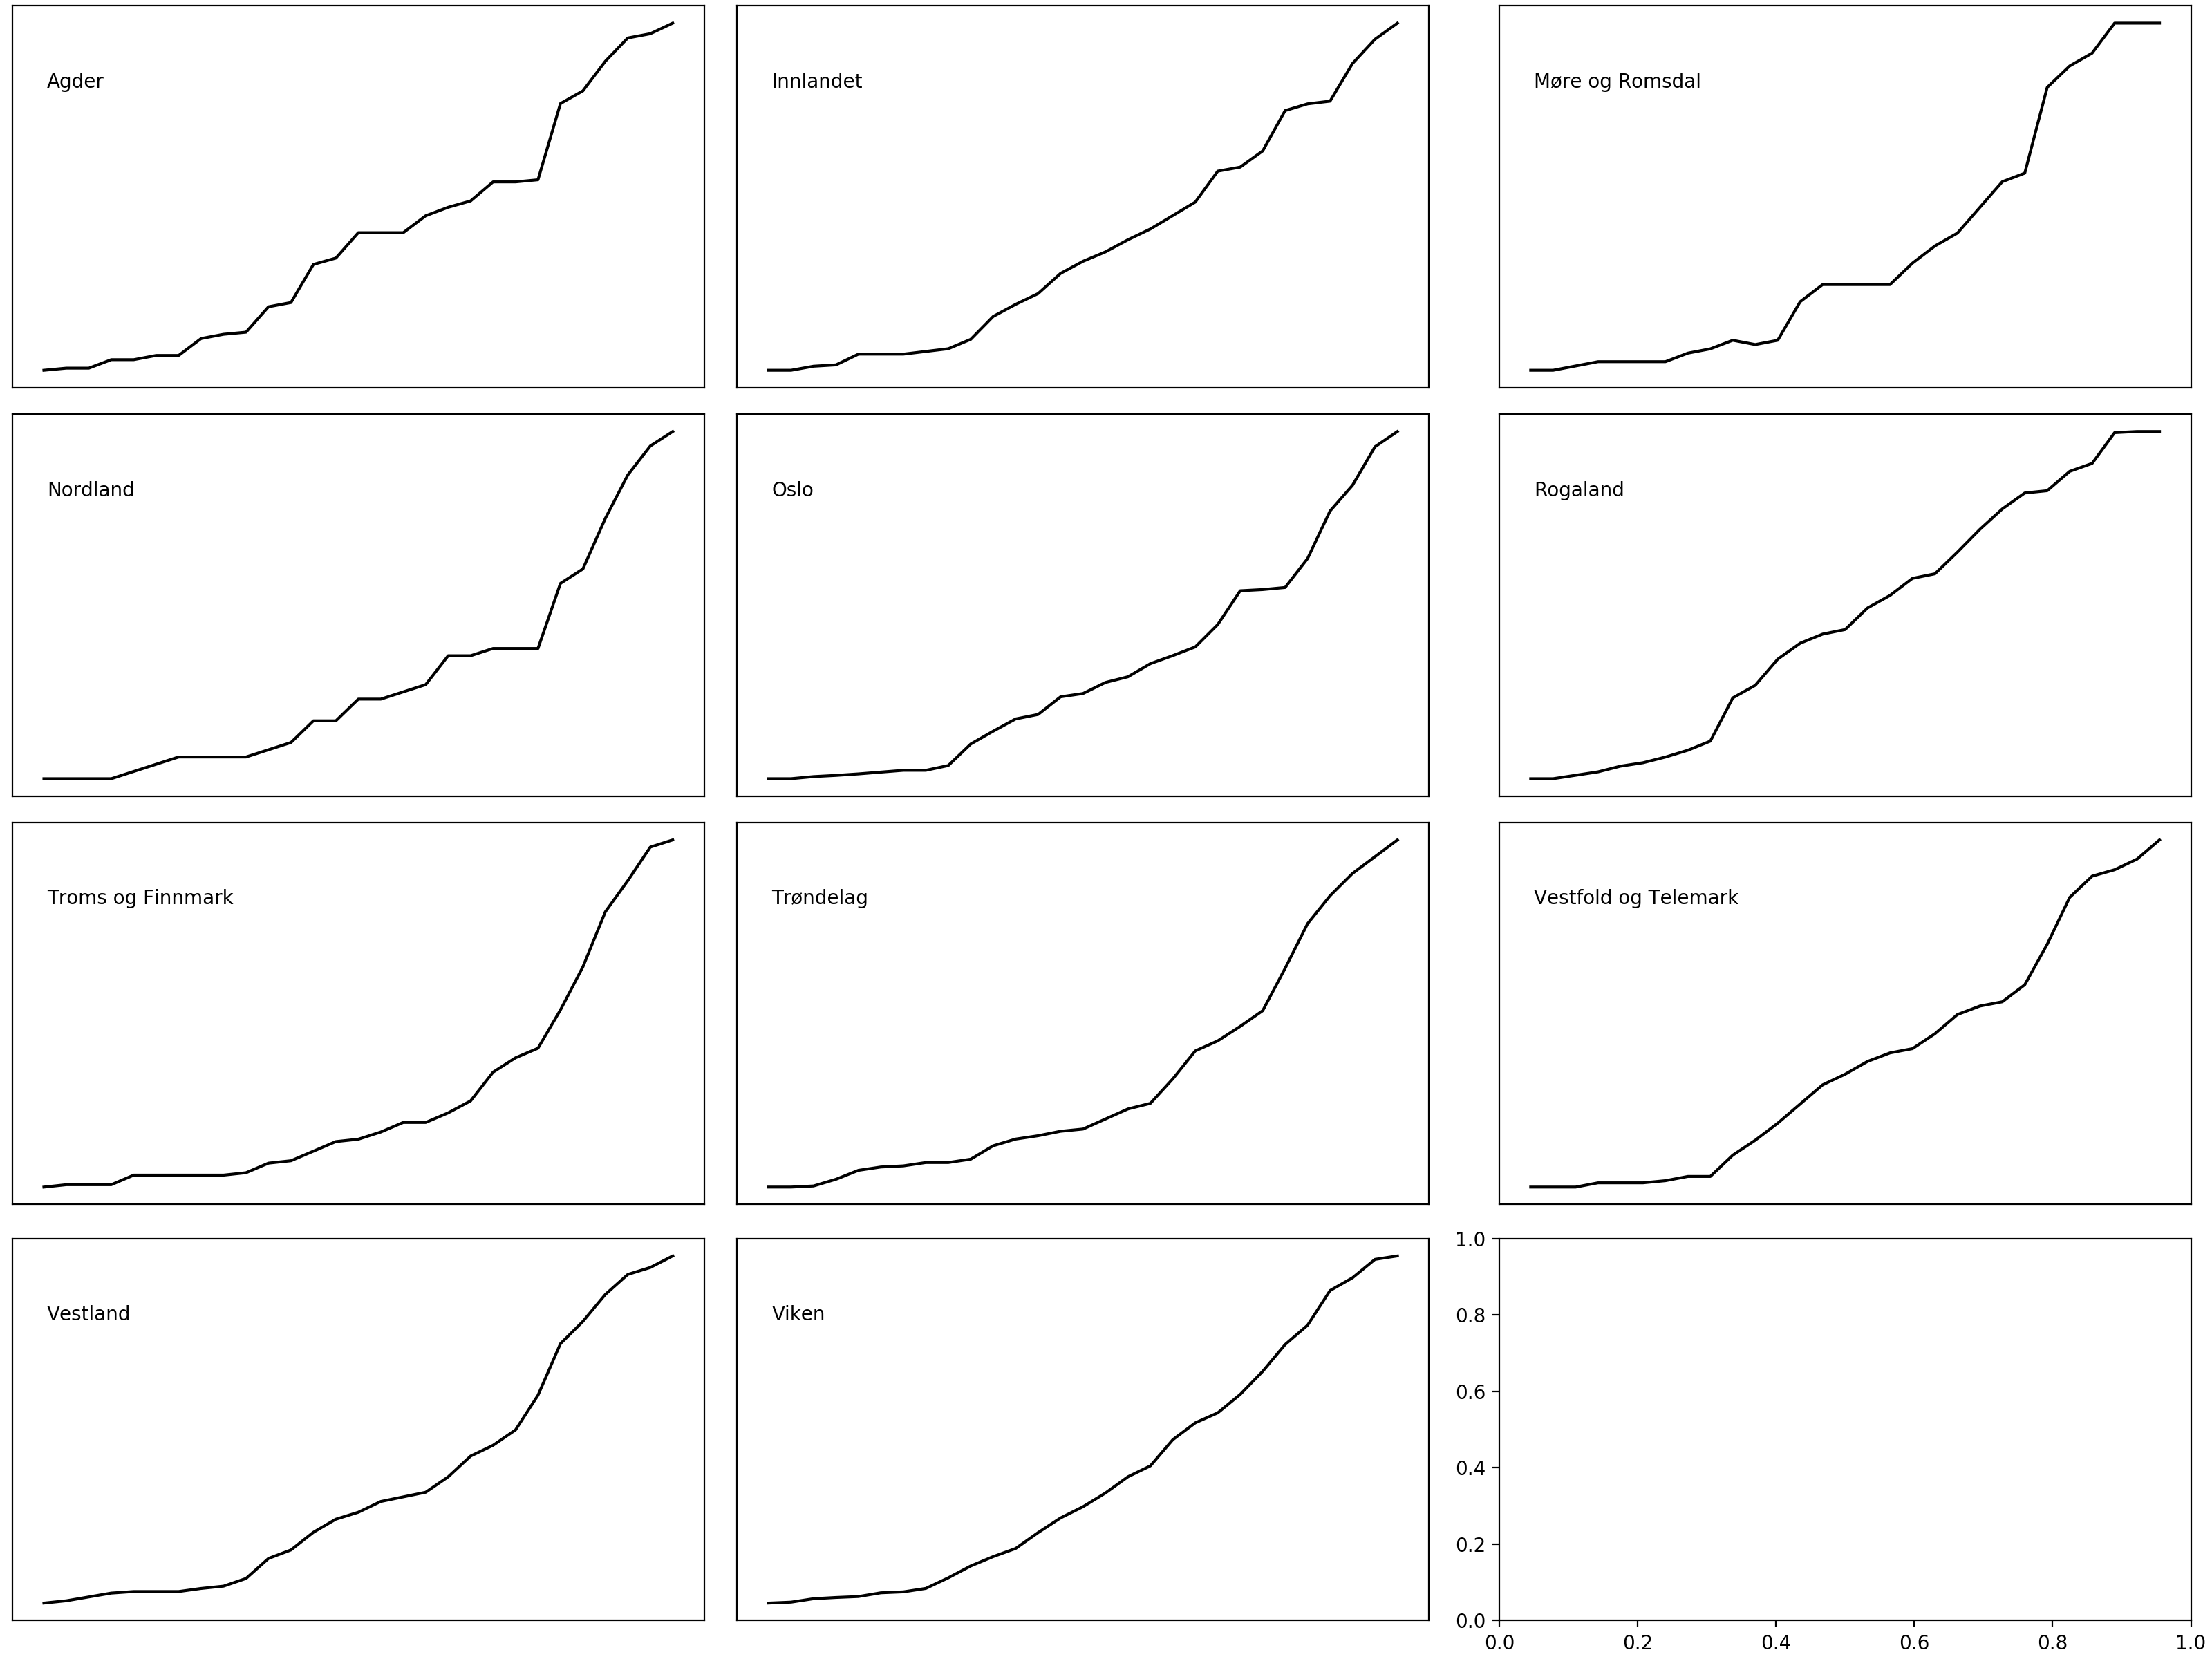 Agder
Innlandet
Møre og Romsdal
Nordland
Oslo
Rogaland
Troms og Finnmark
Trøndelag
Vestfold og Telemark
Vestland
Viken
1.0
0.8
0.6
0.4
0.2
0.0
0.0 0.2 0.4 0.6 0.8 1.0